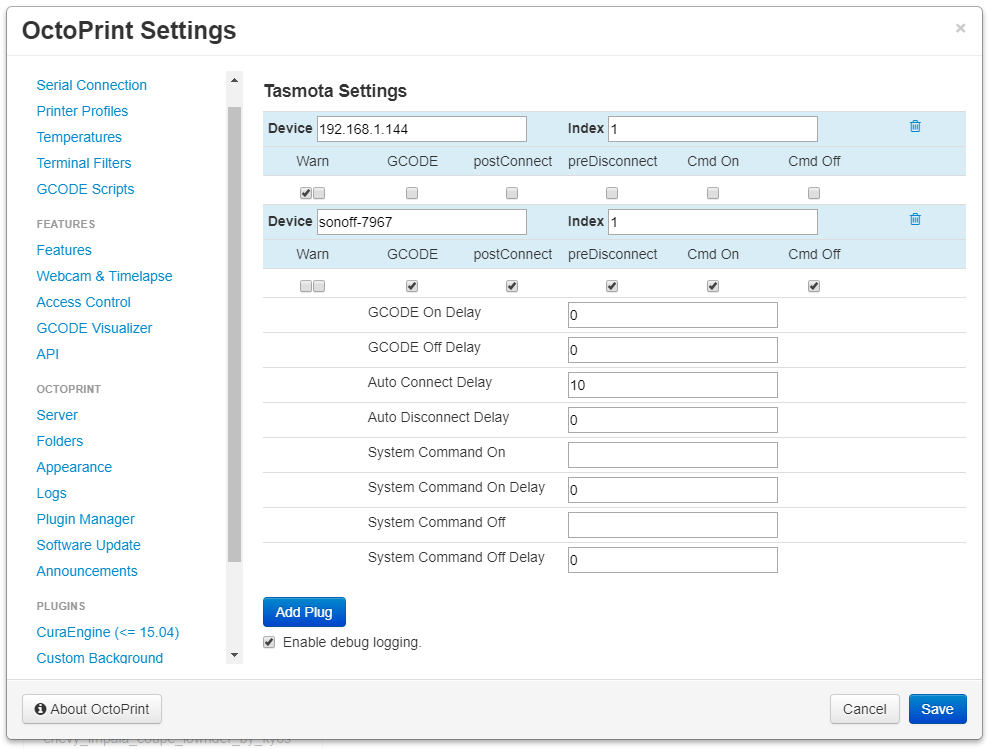 OctoPrint Settings
×
Serial Connection
Printer Profiles
Temperatures
Terminal Filters
GCODE Scripts
FEATURES
Features
Webcam & Timelapse
Access Control
GCODE Visualizer
API
OCTOPRINT
Server
Folders
Appearance
Logs
Plugin Manager
Software Update
Announcements
PLUGINS
CuraEngine (<= 15.04)
Custom Background
Tasmota Settings
Device 192.168.1.144 Index 1
Warn GCODE postConnect preDisconnect Cmd On Cmd Off
Device sonoff-7967 Index 1
Warn GCODE postConnect preDisconnect Cmd On Cmd Off
GCODE On Delay 0
GCODE Off Delay 0
Auto Connect Delay 10
Auto Disconnect Delay 0
System Command On
System Command On Delay 0
System Command Off
System Command Off Delay 0
Add Plug
Enable debug logging.
About OctoPrint
Cancel
Save